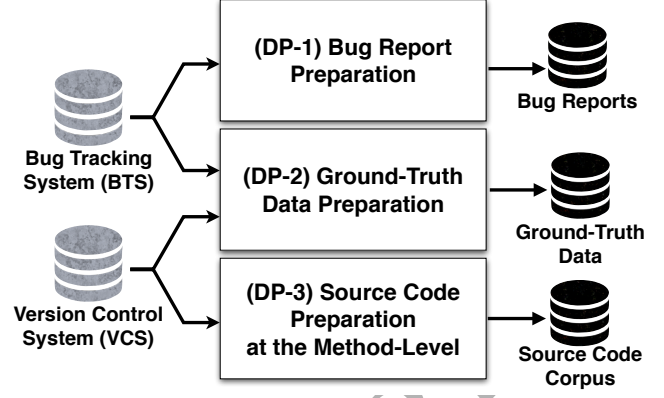 (DP-1) Bug Report
Preparation
Bug Reports
Bug Tracking
System (BTS)
(DP-2) Ground-Truth
Data Preparation
Ground-Truth
Data
Version Control
System (VCS)
(DP-3) Source Code
Preparation
at the Method-Level
Source Code
Corpus